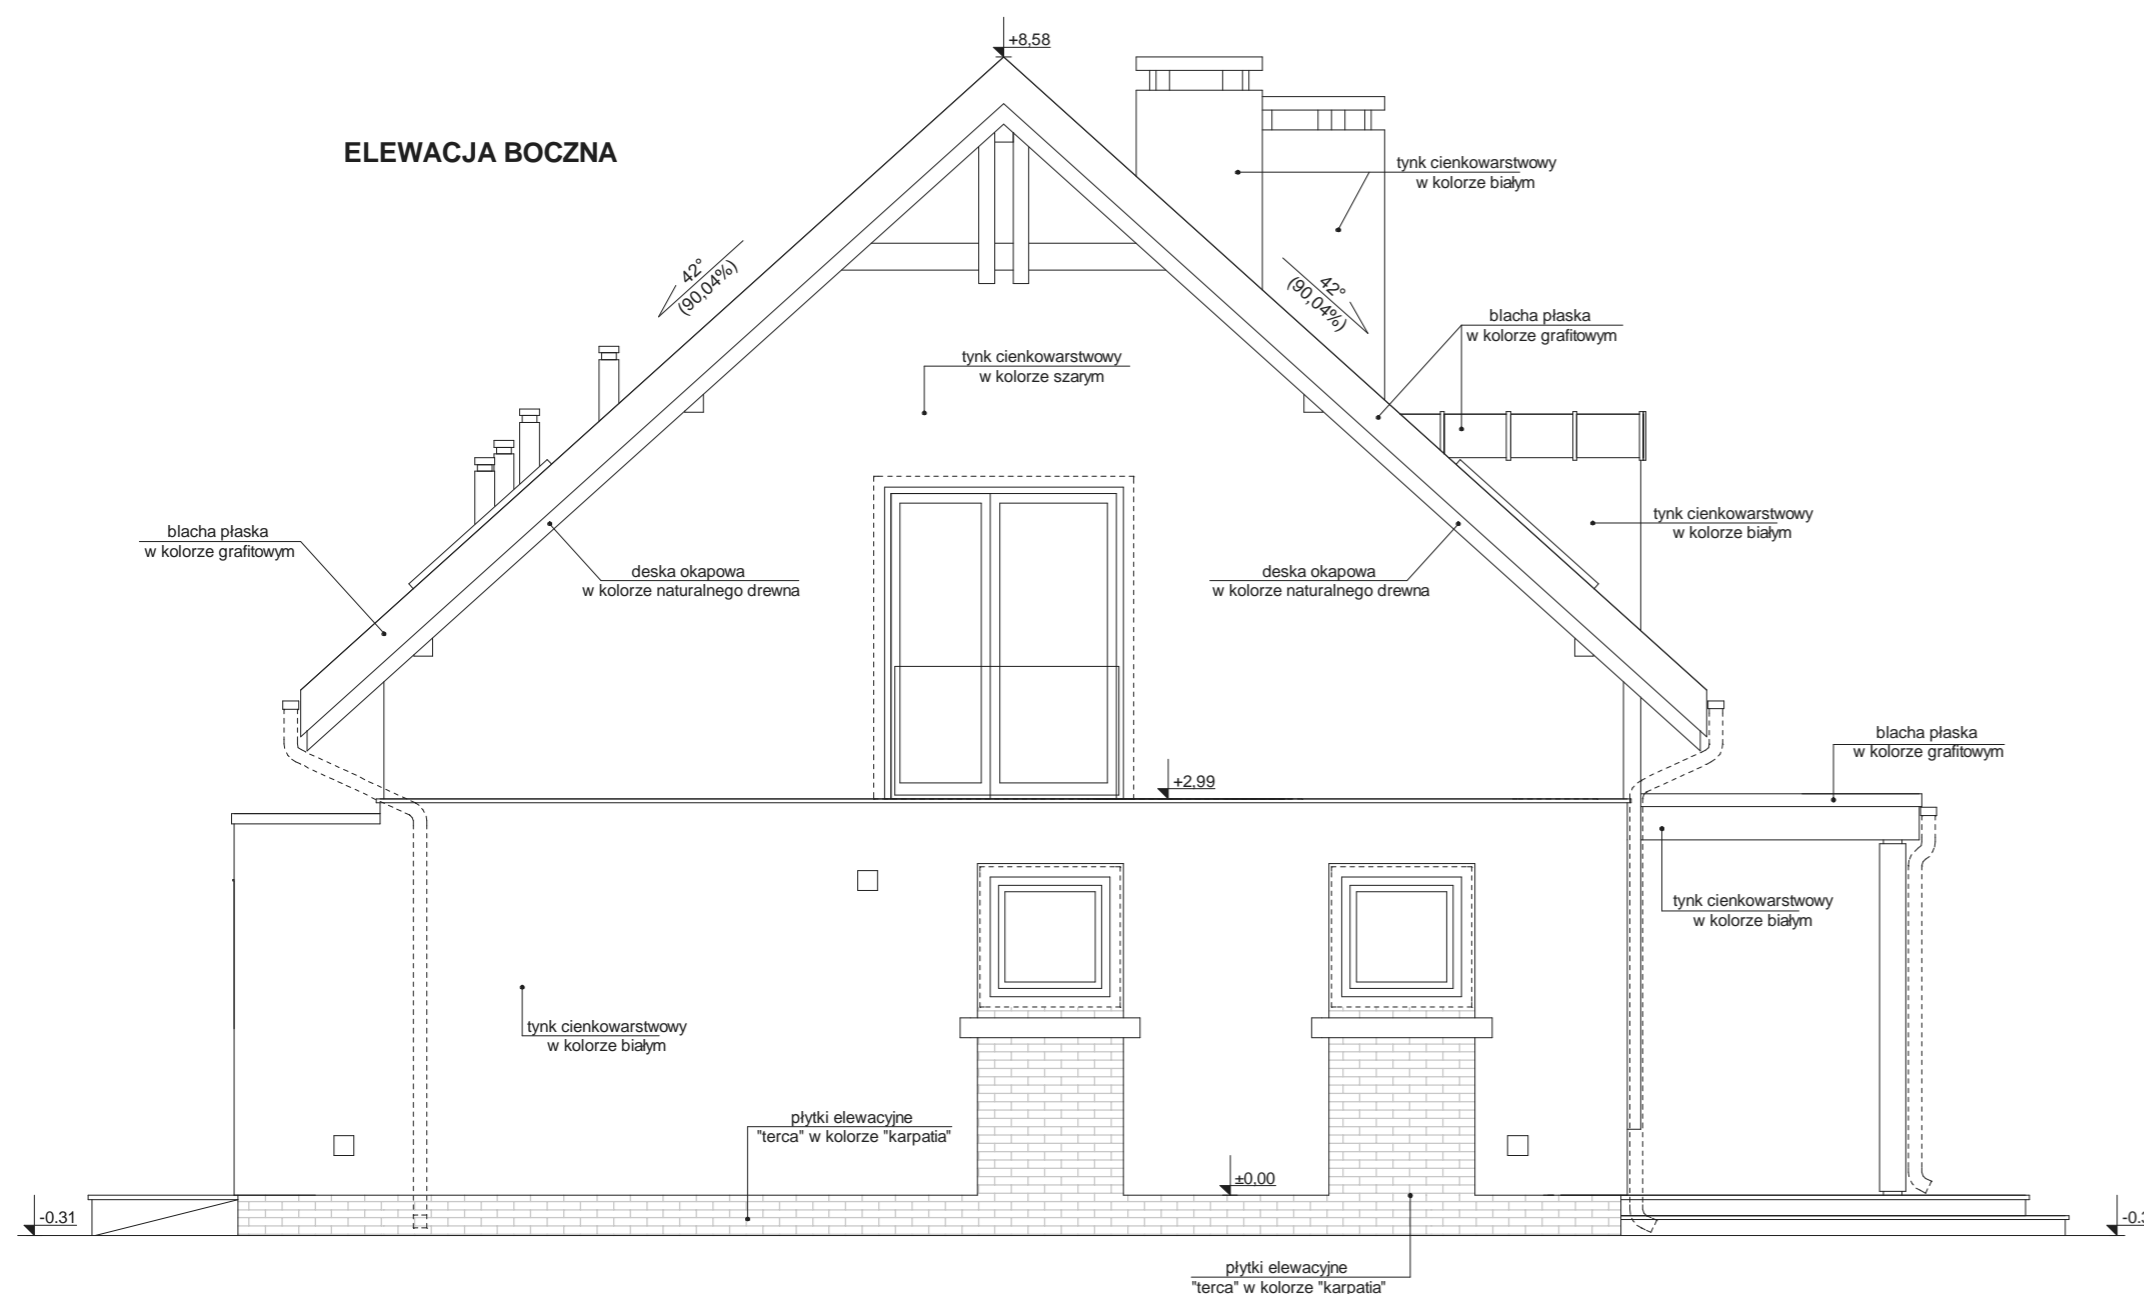 +8,58
ELEWACJA BOCZNA
tynk cienkowarstwowy
w kolorze białym
42°
(90,04%)
42°
(90,04%)
blacha płaska
w kolorze grafitowym
tynk cienkowarstwowy
w kolorze szarym
tynk cienkowarstwowy
w kolorze białym
blacha płaska
w kolorze grafitowym
deska okapowa
w kolorze naturalnego drewna
deska okapowa
w kolorze naturalnego drewna
blacha płaska
w kolorze grafitowym
+2,99
tynk cienkowarstwowy
w kolorze białym
tynk cienkowarstwowy
w kolorze białym
płytki elewacyjne
"terca" w kolorze "karpatia"
±0,00
-0.31
-0.3
płytki elewacyjne
"terca" w kolorze "karpatia"